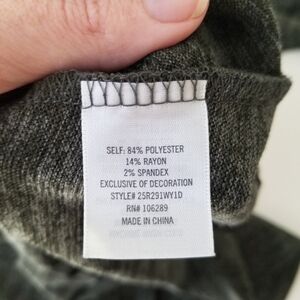 SELF: 84% POLYESTER
14% RAYON
2% SPANDEX
EXCLUSIVE OF DECORATION
STYLE# 25R291WY1D
RN# 106289
MADE IN CHINA